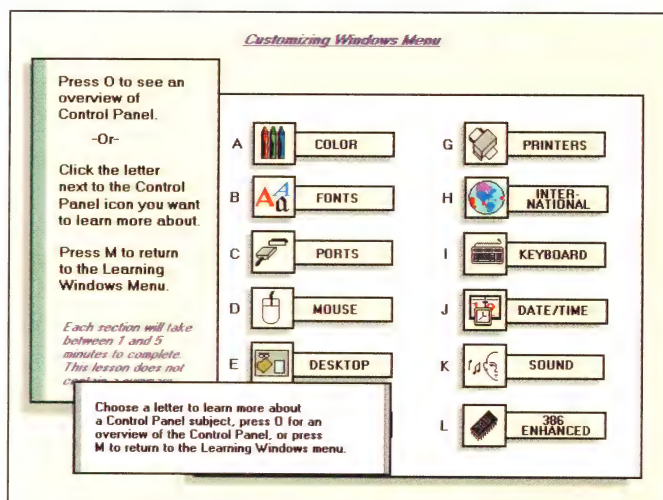 Customizing Windows Menu
Press O to see an
overview of
Control Panel.
-Or-
Click the letter
next to the Control
Panel icon you want
to learn more about.
Press M to return
to the Learning
Windows Menu.
Each section will take
between 1 and 5
minutes to complete.
This lesson does not
A COLOR
B FONTS
C PORTS
D MOUSE
E DESKTOP
G PRINTERS
H INTER-
NATIONAL
I KEYBOARD
J DATE/TIME
K SOUND
L 386
ENHANCED
Choose a letter to learn more about
a Control Panel subject, press O for an
overview of the Control Panel, or press
M to return to the Learning Windows menu.